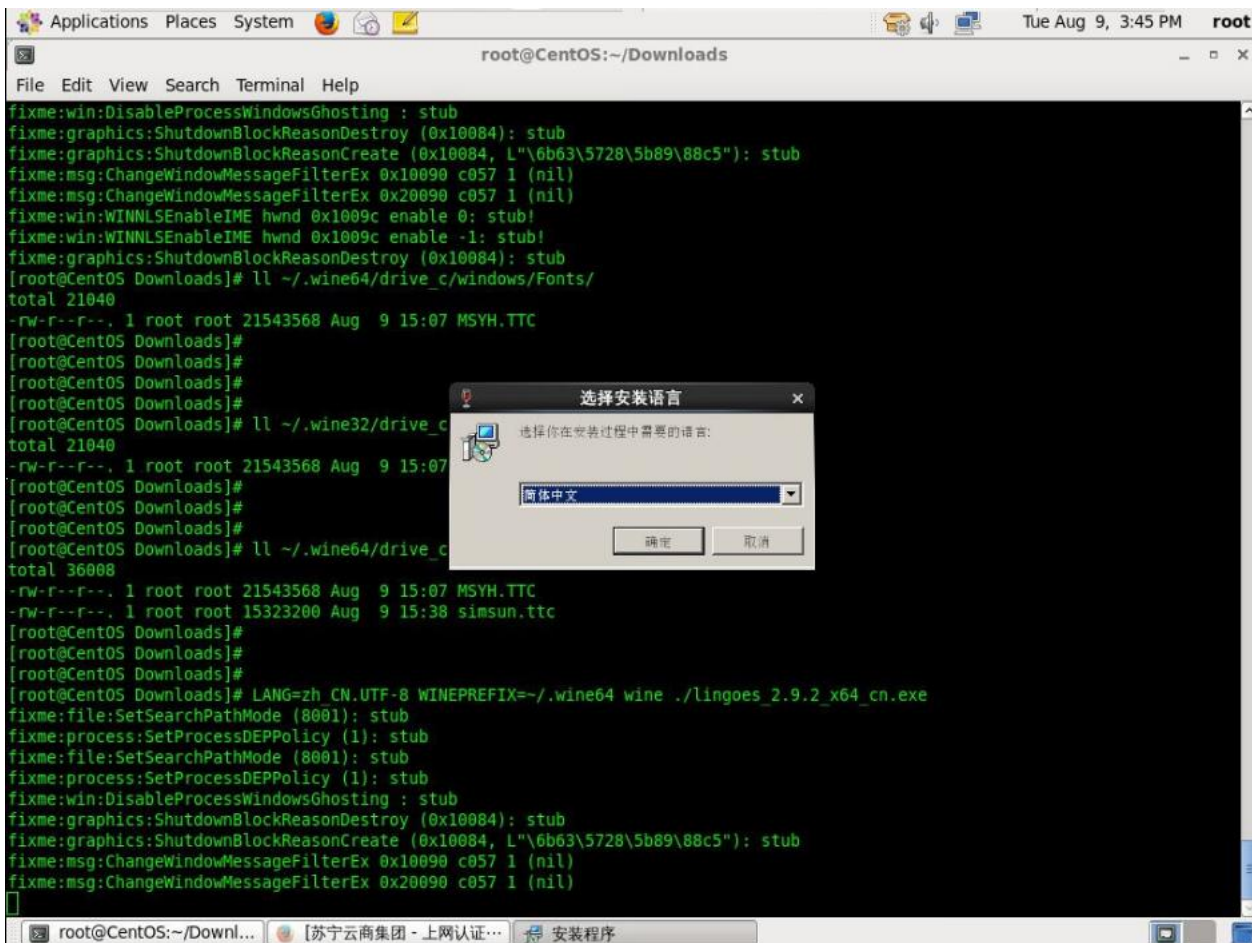 Applications Places System Tue Aug 9, 3:45 PM root
root@CentOS:~/Downloads
File Edit View Search Terminal Help
fixme:win:DisableProcessWindowsGhosting : stub
fixme:graphics:ShutdownBlockReasonDestroy (0x10084): stub
fixme:graphics:ShutdownBlockReasonCreate (0x10084, L"\6b63\5728\5b89\88c5"): stub
fixme:msg:ChangeWindowMessageFilterEx 0x10090 c057 1 (nil)
fixme:msg:ChangeWindowMessageFilterEx 0x20090 c057 1 (nil)
fixme:win:WINNLSEnableIME hwnd 0x1009c enable 0: stub!
fixme:win:WINNLSEnableIME hwnd 0x1009c enable -1: stub!
fixme:graphics:ShutdownBlockReasonDestroy (0x10084): stub
[root@CentOS Downloads]# ll ~/.wine64/drive_c/windows/Fonts/
total 21040
-rw-r--r--. 1 root root 21543568 Aug 9 15:07 MSYH.TTC
[root@CentOS Downloads]#
[root@CentOS Downloads]#
[root@CentOS Downloads]#
[root@CentOS Downloads]#
[root@CentOS Downloads]# ll ~/.wine32/drive_c
total 21040
-rw-r--r--. 1 root root 21543568 Aug 9 15:07
[root@CentOS Downloads]#
[root@CentOS Downloads]#
[root@CentOS Downloads]#
[root@CentOS Downloads]# ll ~/.wine64/drive_c
total 36008
-rw-r--r--. 1 root root 21543568 Aug 9 15:07 MSYH.TTC
-rw-r--r--. 1 root root 15323200 Aug 9 15:38 simsun.ttc
[root@CentOS Downloads]#
[root@CentOS Downloads]#
[root@CentOS Downloads]#
[root@CentOS Downloads]# LANG=zh_CN.UTF-8 WINEPREFIX=~/.wine64 wine ./lingoes_2.9.2_x64_cn.exe
fixme:file:SetSearchPathMode (8001): stub
fixme:process:SetProcessDEPPolicy (1): stub
fixme:file:SetSearchPathMode (8001): stub
fixme:process:SetProcessDEPPolicy (1): stub
fixme:win:DisableProcessWindowsGhosting : stub
fixme:graphics:ShutdownBlockReasonDestroy (0x10084): stub
fixme:graphics:ShutdownBlockReasonCreate (0x10084, L"\6b63\5728\5b89\88c5"): stub
fixme:msg:ChangeWindowMessageFilterEx 0x10090 c057 1 (nil)
fixme:msg:ChangeWindowMessageFilterEx 0x20090 c057 1 (nil)
选择安装语言
选择你在安装过程中需要的语言:
简体中文
确定 取消
root@CentOS:~/Downl... [苏宁云商集团 - 上网认证… 安装程序